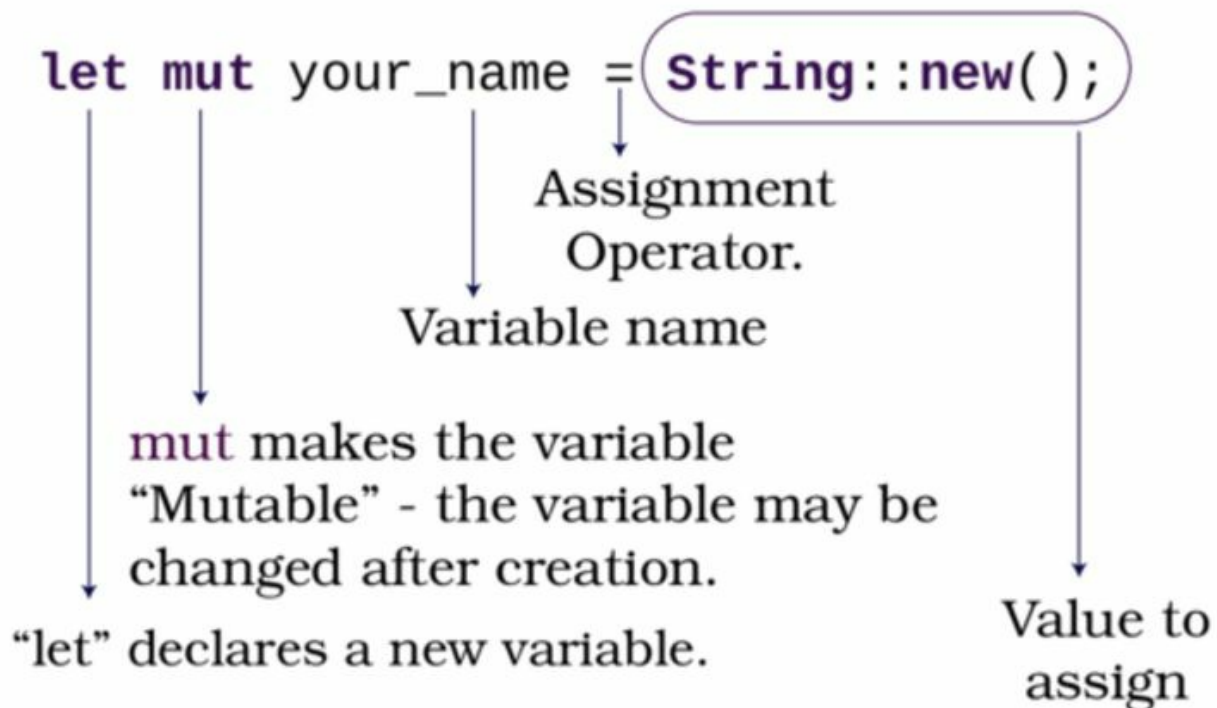 let mut your_name = String::new();
Assignment
Operator.
Variable name
mut makes the variable
“Mutable” - the variable may be
changed after creation.
“let” declares a new variable.
Value to
assign